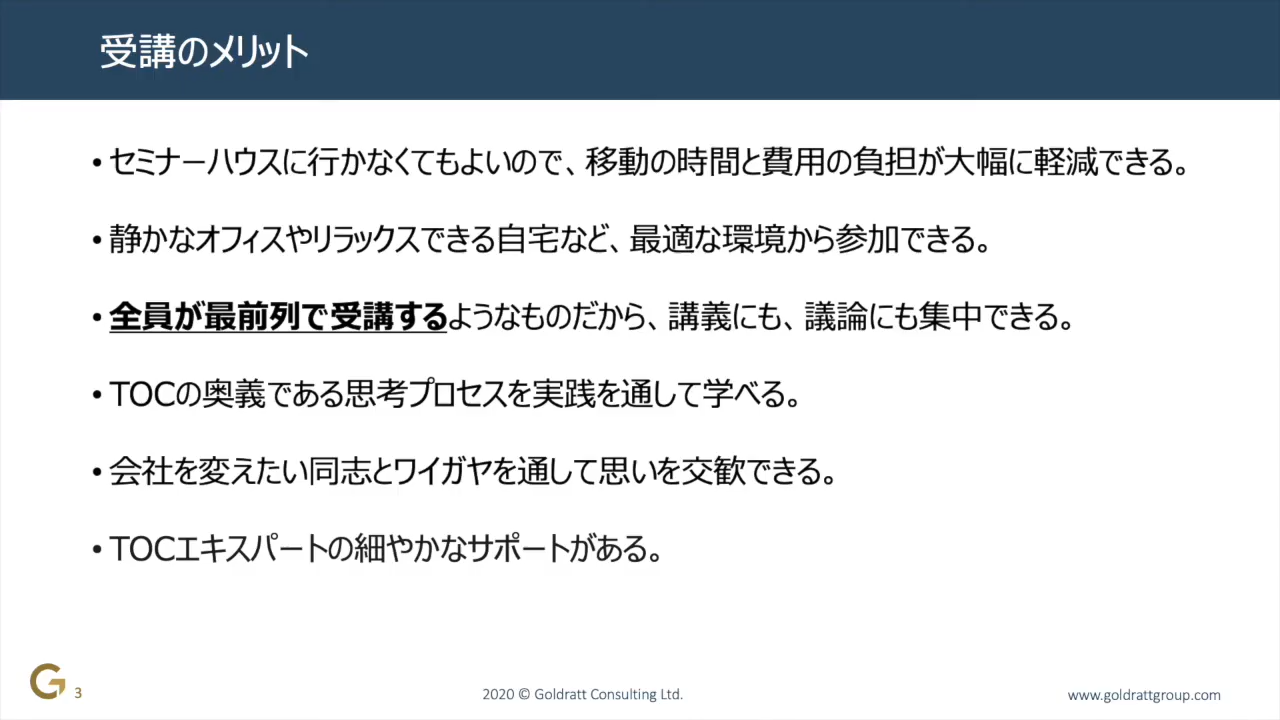 受講のメリット
• セミナーハウスに行かなくてもよいので、移動の時間と費用の負担が大幅に軽減できる。
• 静かなオフィスやリラックスできる自宅など、最適な環境から参加できる。
• 全員が最前列で受講するようなものだから、講義にも、議論にも集中できる。
• TOCの奥義である思考プロセスを実践を通して学べる。
• 会社を変えたい同志とワイガヤを通して思いを交歓できる。
• TOCエキスパートの細やかなサポートがある。
G 3
2020 © Goldratt Consulting Ltd.
www.goldrattgroup.com